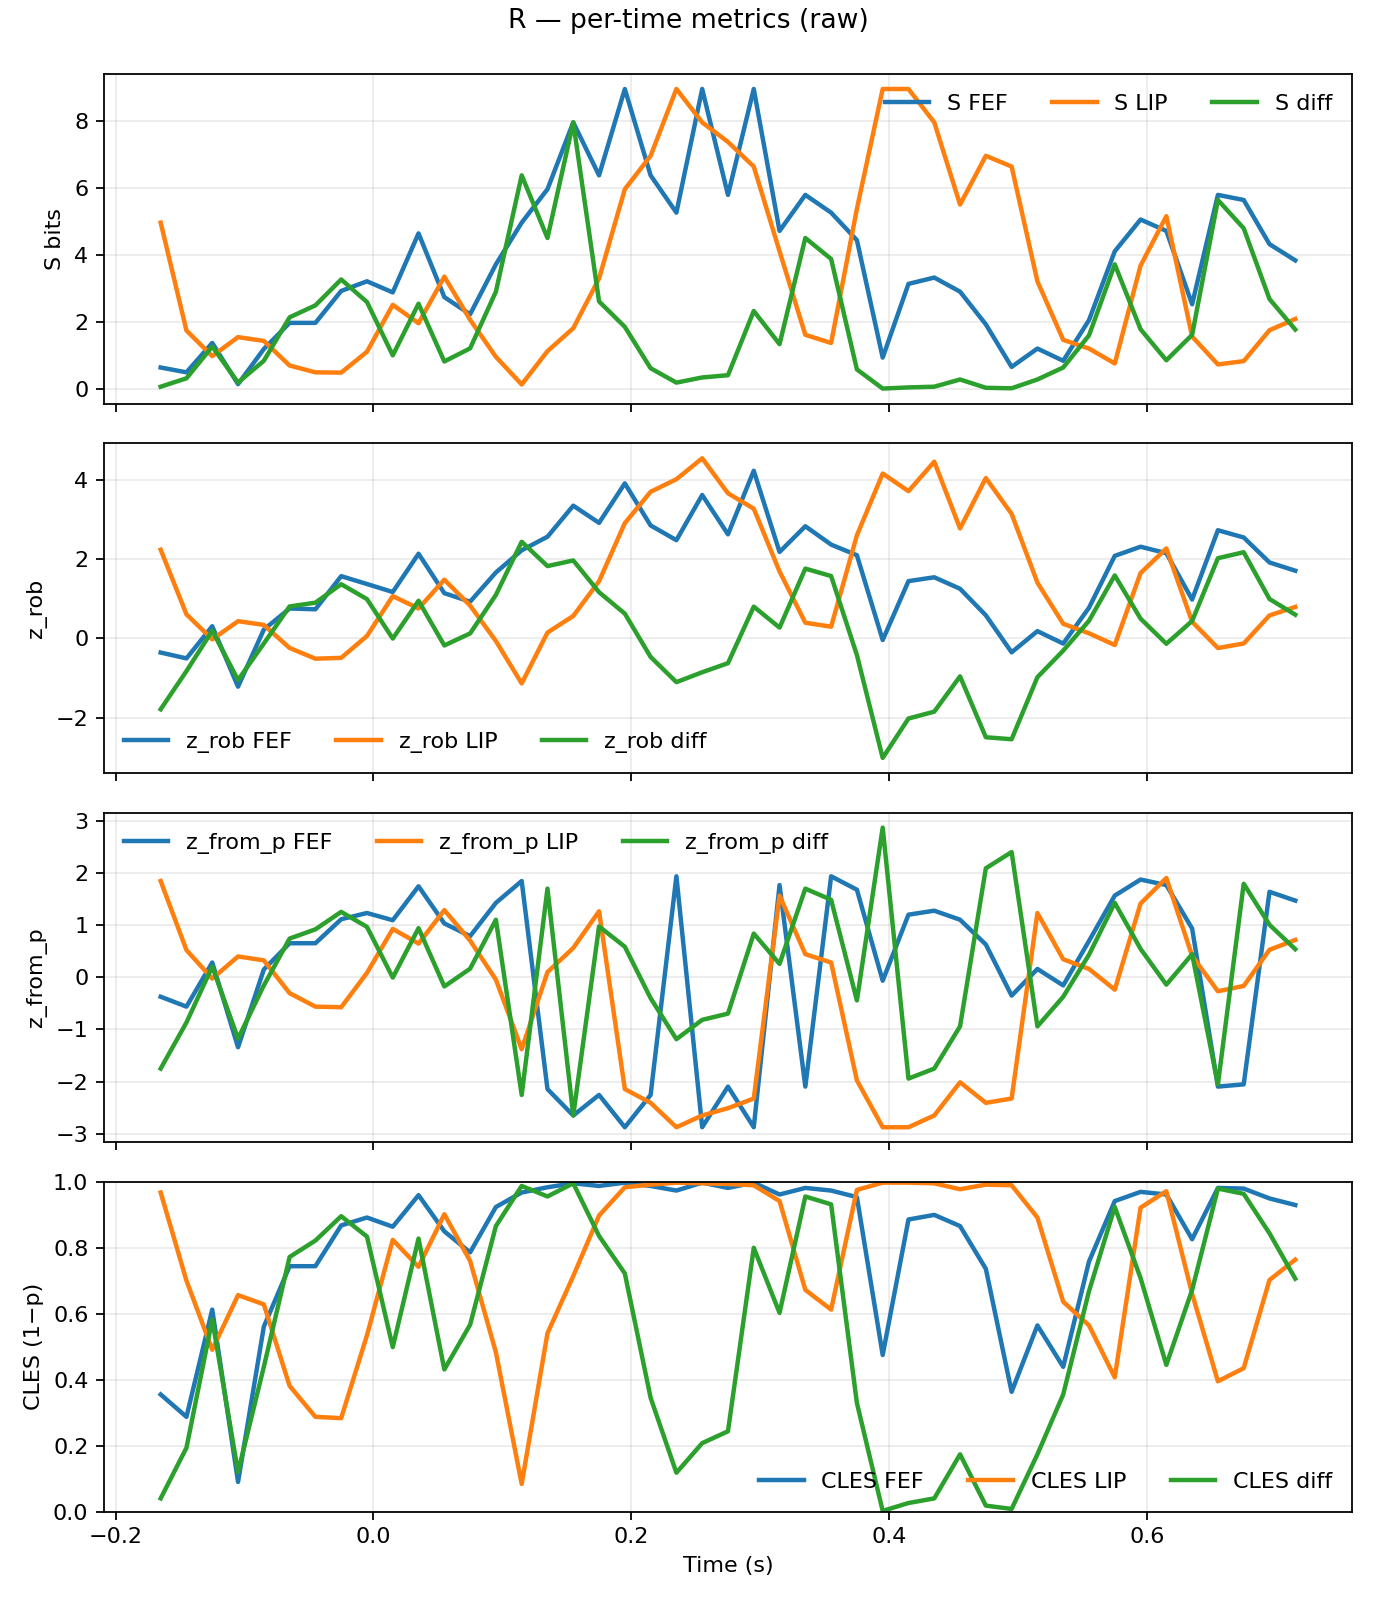 R — per-time metrics (raw)
S FEF S LIP S diff
8
6
4
2
0
S bits
4
2
0
−2
z_rob
z_rob FEF z_rob LIP z_rob diff
z_from_p FEF z_from_p LIP z_from_p diff
3
2
1
0
−1
−2
−3
z_from_p
1.0
0.8
0.6
0.4
0.2
0.0
CLES (1−p)
CLES FEF CLES LIP CLES diff
−0.2 0.0 0.2 0.4 0.6
Time (s)